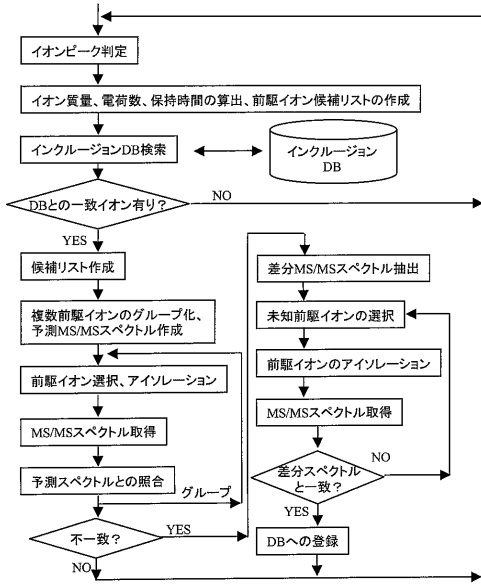 イオンピーク判定
イオン質量、電荷数、保持時間の算出、前駆イオン候補リストの作成
インクルージョンDB検索
インクルージョン
DB
DBとの一致イオン有り？
NO
YES
候補リスト作成
複数前駆イオンのグループ化、
予測MS/MSスペクトル作成
前駆イオン選択、アイソレーション
MS/MSスペクトル取得
予測スペクトルとの照合
グループ
不一致？
YES
NO
差分MS/MSスペクトル抽出
未知前駆イオンの選択
前駆イオンのアイソレーション
MS/MSスペクトル取得
差分スペクトル
と一致？
NO
YES
DBへの登録